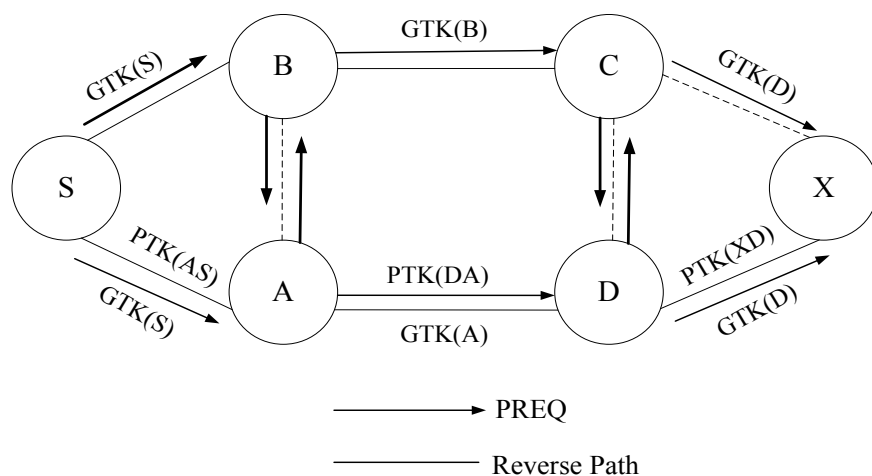 GTK(B)
B
C
GTK(S)
GTK(D)
S
X
PTK(AS)
PTK(DA)
PTK(XD)
A
D
GTK(S)
GTK(A)
GTK(D)
PREQ
Reverse Path